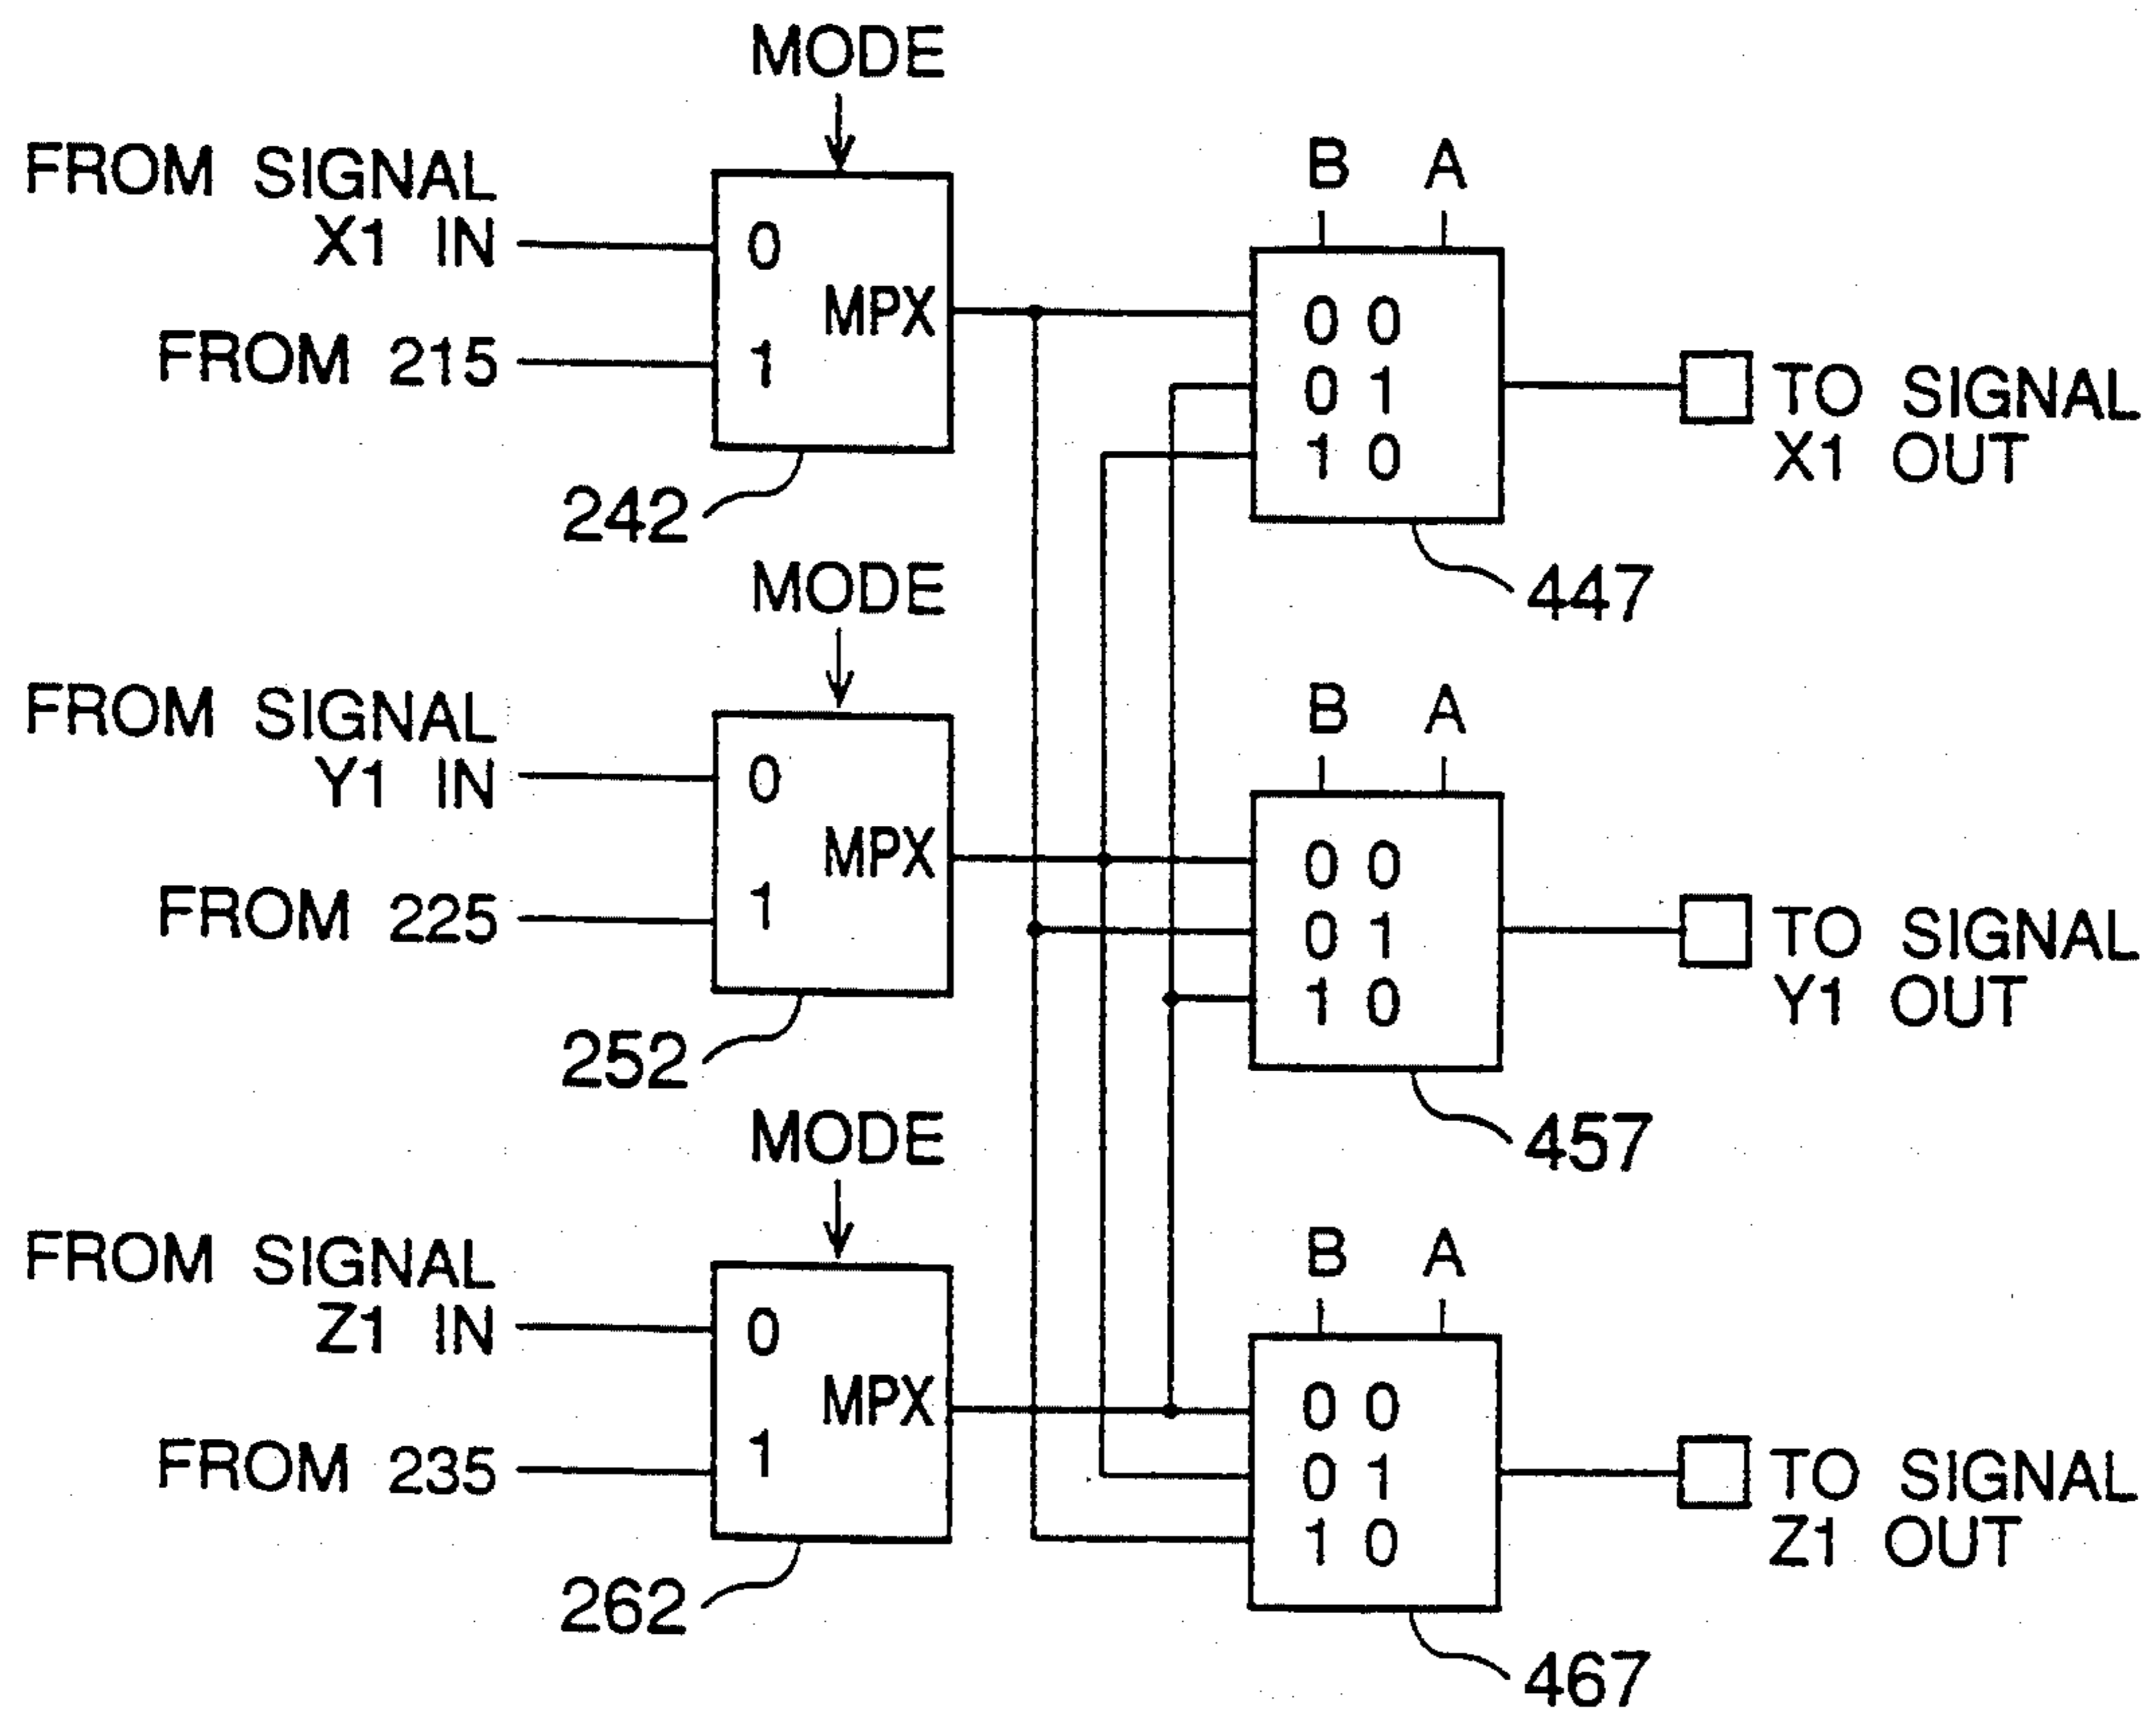 MODE
FROM SIGNAL
X1 IN
FROM 215
0
1
MPX
242
B A
0 0
0 1
1 0
447
TO SIGNAL
X1 OUT
MODE
FROM SIGNAL
Y1 IN
FROM 225
0
1
MPX
252
B A
0 0
0 1
1 0
457
TO SIGNAL
Y1 OUT
MODE
FROM SIGNAL
Z1 IN
FROM 235
0
1
MPX
262
B A
0 0
0 1
1 0
467
TO SIGNAL
Z1 OUT